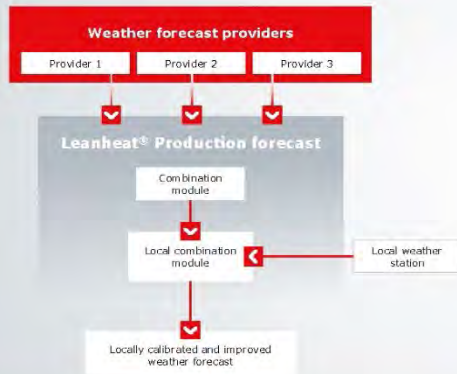 Weather forecast providers
Provider 1
Provider 2
Provider 3
Leanheat® Production forecast
Combination
module
Local combination
module
Local weather
station
Locally calibrated and improved
weather forecast